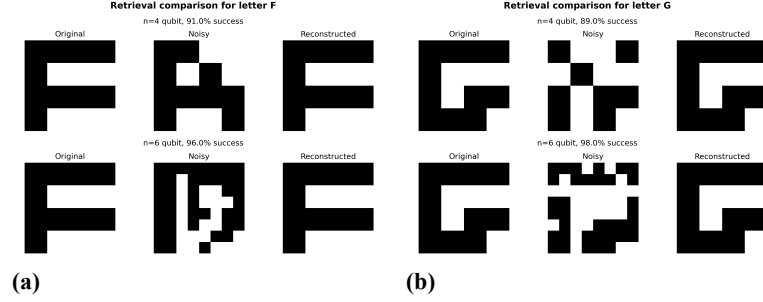 Retrieval comparison for letter F
n=4 qubit, 91.0% success
Original Noisy Reconstructed
n=6 qubit, 96.0% success
Original Noisy Reconstructed
(a)
Retrieval comparison for letter G
n=4 qubit, 89.0% success
Original Noisy Reconstructed
n=6 qubit, 98.0% success
Original Noisy Reconstructed
(b)